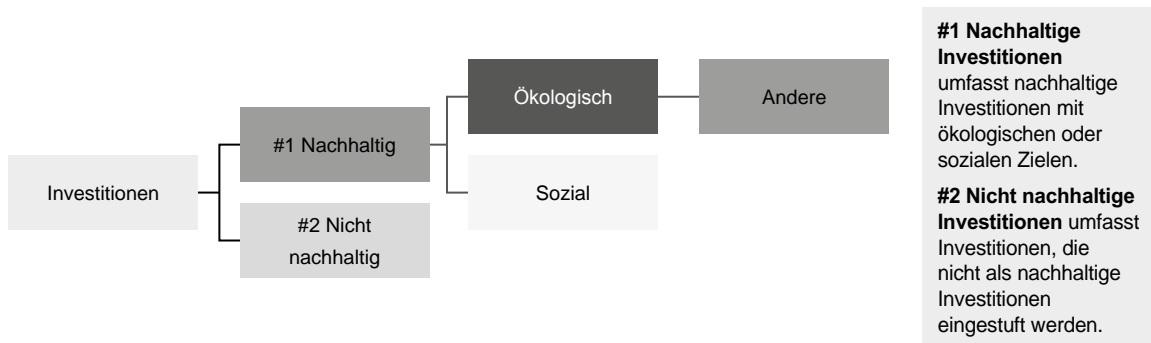 Investitionen
#1 Nachhaltig
#2 Nicht
nachhaltig
Ökologisch
Sozial
Andere
#1 Nachhaltige
Investitionen
umfasst nachhaltige
Investitionen mit
ökologischen oder
sozialen Zielen.
#2 Nicht nachhaltige
Investitionen umfasst
Investitionen, die
nicht als nachhaltige
Investitionen
eingestuft werden.